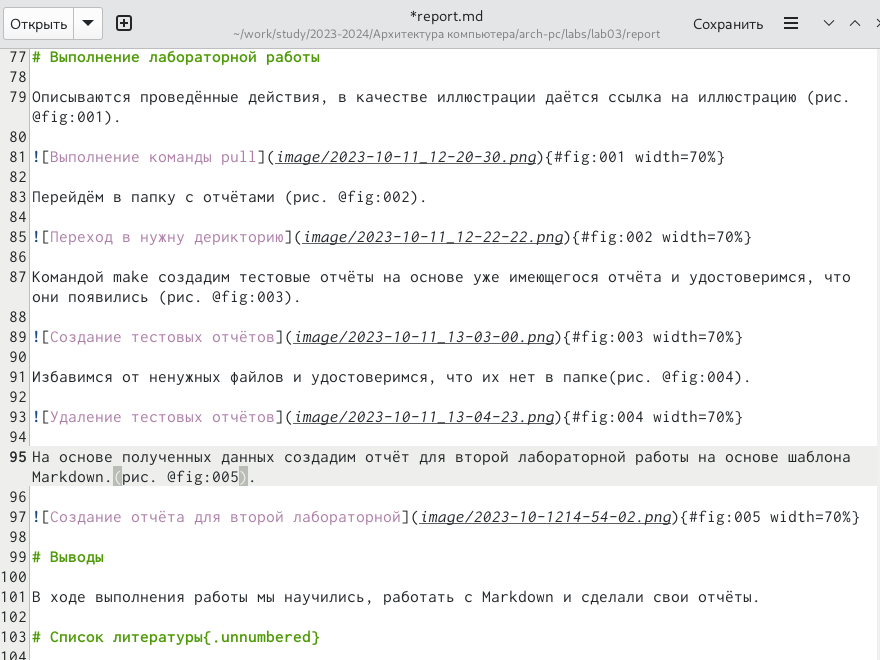 Открыть
*report.md
~/work/study/2023-2024/Архитектура компьютера/arch-pc/labs/lab03/report
Сохранить
77 # Выполнение лабораторной работы
78
79 Описываются проведённые действия, в качестве иллюстрации даётся ссылка на иллюстрацию (рис.
@fig:001).
80
81 ![Выполнение команды pull](image/2023-10-11_12-20-30.png){#fig:001 width=70%}
82
83 Перейдём в папку с отчётами (рис. @fig:002).
84
85 ![Переход в нужну дерикторию](image/2023-10-11_12-22-22.png){#fig:002 width=70%}
86
87 Командой make создадим тестовые отчёты на основе уже имеющегося отчёта и удостоверимся, что
они появились (рис. @fig:003).
88
89 ![Создание тестовых отчётов](image/2023-10-11_13-03-00.png){#fig:003 width=70%}
90
91 Избавимся от ненужных файлов и удостоверимся, что их нет в папке(рис. @fig:004).
92
93 ![Удаление тестовых отчётов](image/2023-10-11_13-04-23.png){#fig:004 width=70%}
94
95 На основе полученных данных создадим отчёт для второй лабораторной работы на основе шаблона
Markdown.(рис. @fig:005).
96
97 ![Создание отчёта для второй лабораторной](image/2023-10-1214-54-02.png){#fig:005 width=70%}
98
99 # Выводы
100
101 В ходе выполнения работы мы научились, работать с Markdown и сделали свои отчёты.
102
103 # Список литературы{.unnumbered}
104